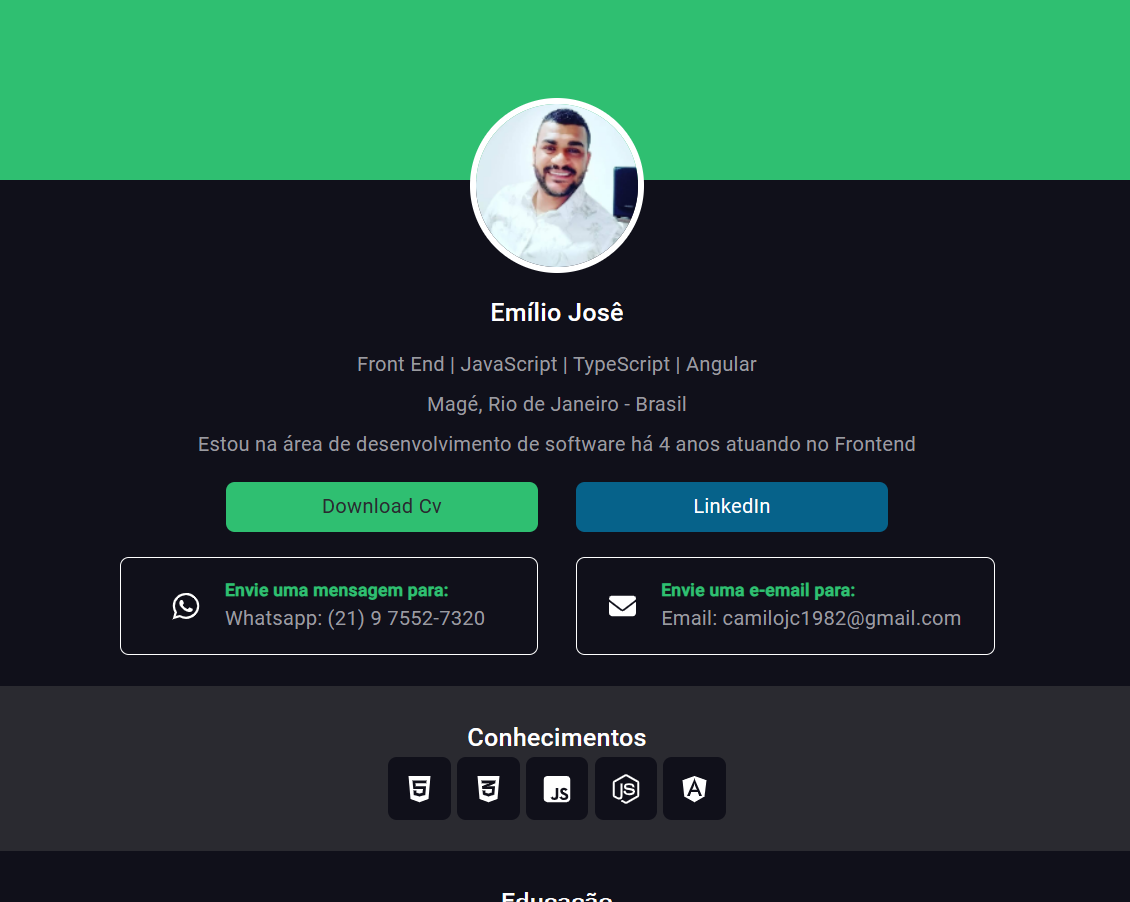 Emílio Josê
Front End | JavaScript | TypeScript | Angular
Magé, Rio de Janeiro - Brasil
Estou na área de desenvolvimento de software há 4 anos atuando no Frontend
Download Cv
LinkedIn
Envie uma mensagem para:
Whatsapp: (21) 9 7552-7320
Envie uma e-email para:
Email: camilojc1982@gmail.com
Conhecimentos
JS
JS
A
Educação